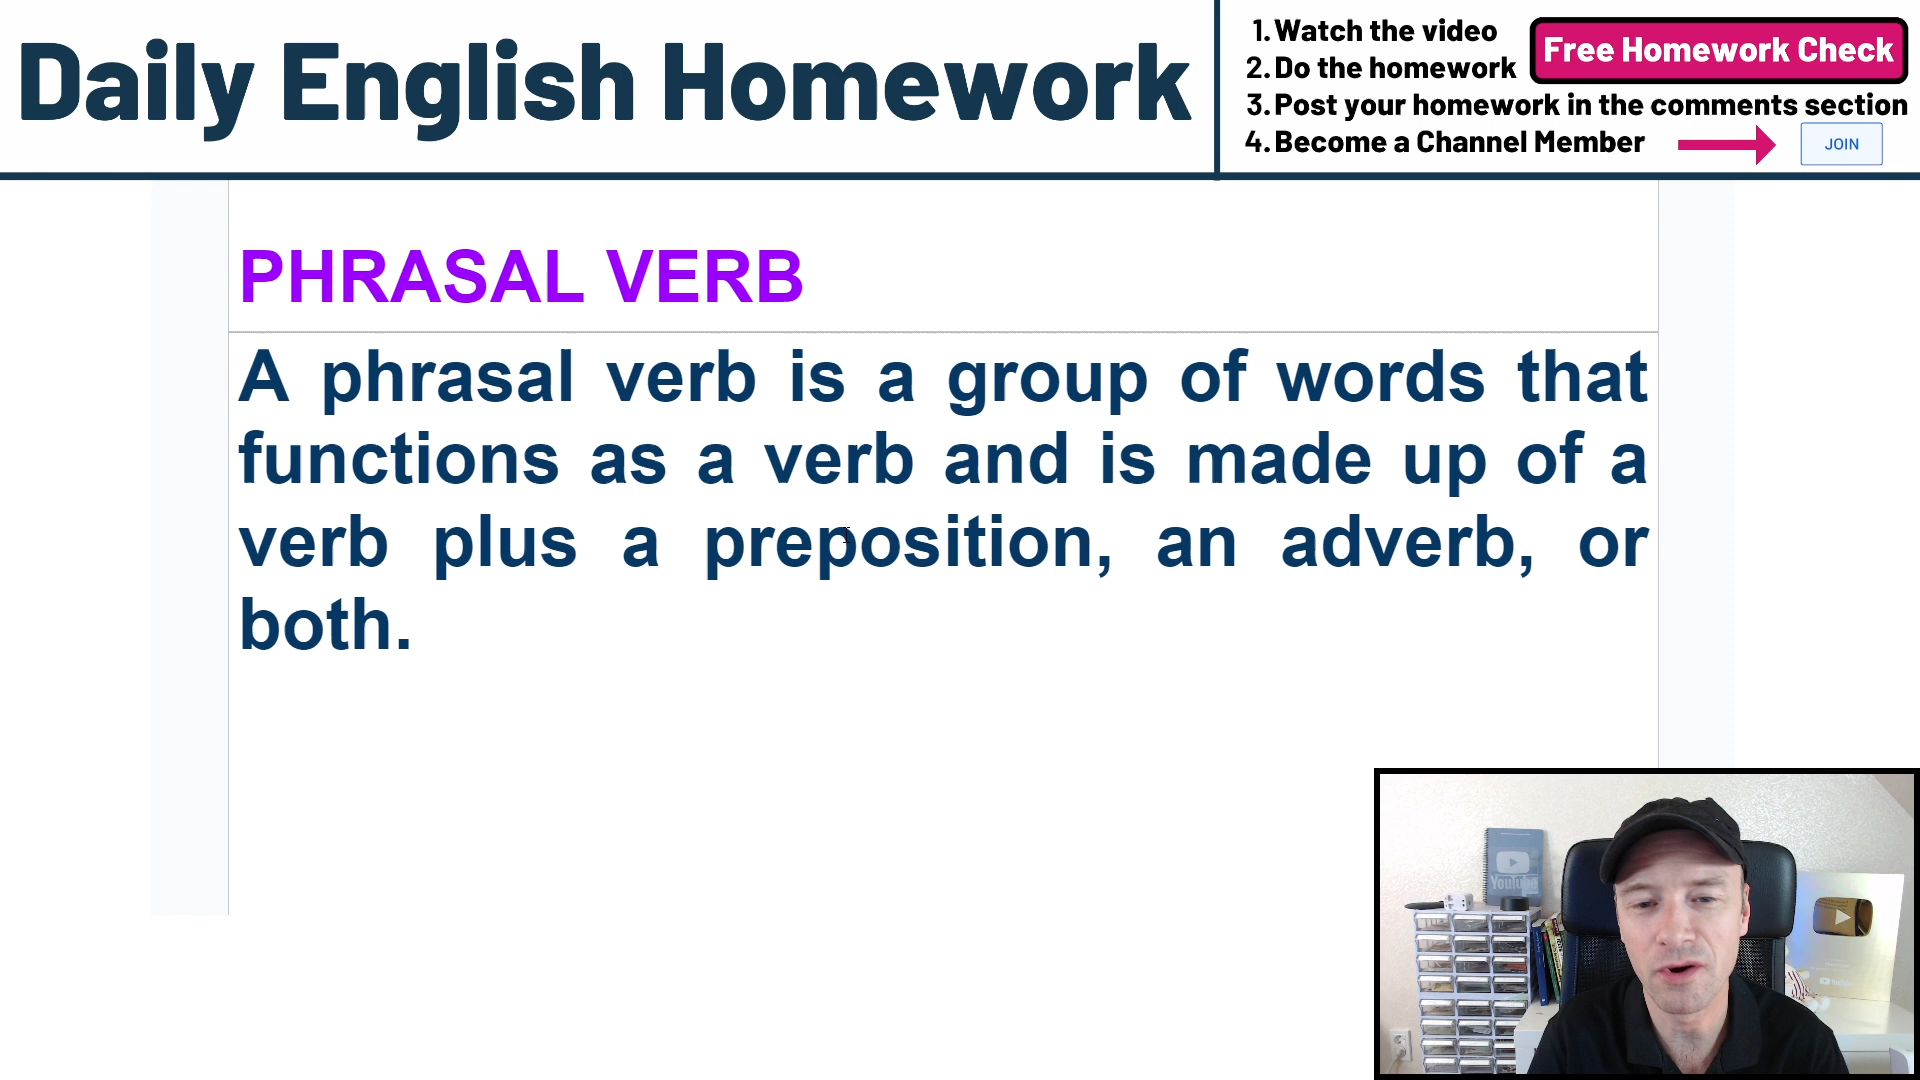 Daily English Homework
1. Watch the video
2. Do the homework
Free Homework Check
3. Post your homework in the comments section
4. Become a Channel Member
JOIN
PHRASAL VERB
A phrasal verb is a group of words that
functions as a verb and is made up of a
verb plus a preposition, an adverb, or
both.
YouTube
YouTube